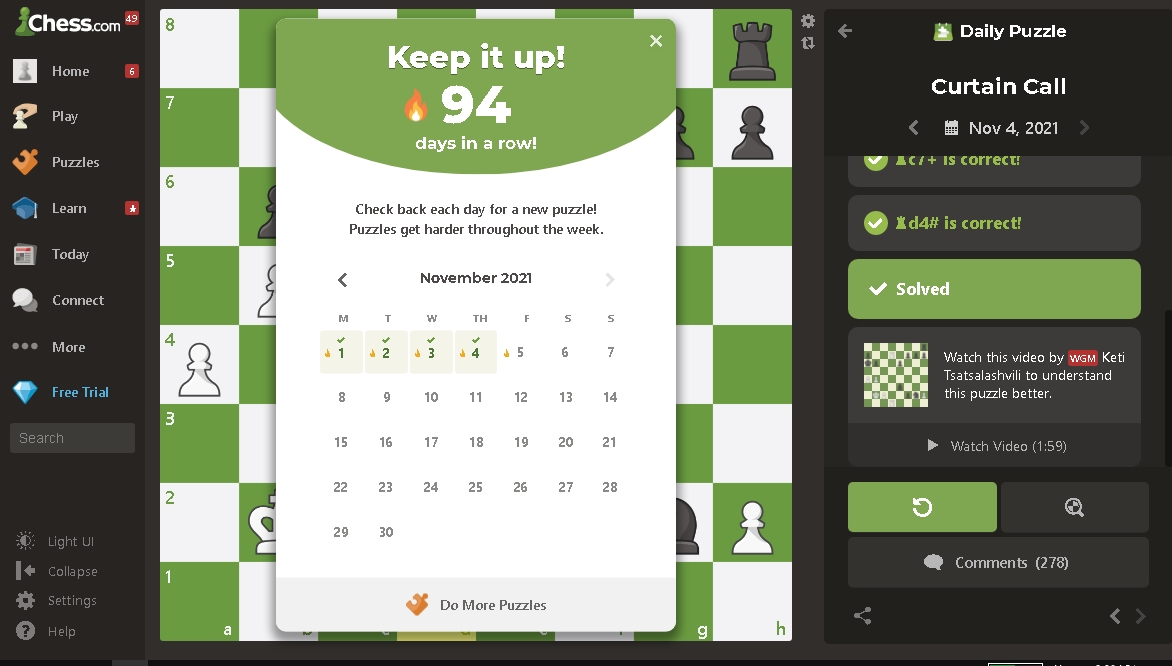 Chess.com
49
Home
6
Play
Puzzles
Learn
Today
Connect
More
Free Trial
Search
Light UI
Collapse
Settings
Help
8
7
6
5
4
3
2
1
a
g
h
Keep it up!
94
days in a row!
Check back each day for a new puzzle!
Puzzles get harder throughout the week.
November 2021
M T W TH F S S
1 2 3 4 5 6 7
8 9 10 11 12 13 14
15 16 17 18 19 20 21
22 23 24 25 26 27 28
29 30
Do More Puzzles
Daily Puzzle
Curtain Call
Nov 4, 2021
c7+ is correct!
d4# is correct!
Solved
Watch this video by WGM Keti
Tsatsalashvili to understand
this puzzle better.
Watch Video (1:59)
Comments (278)